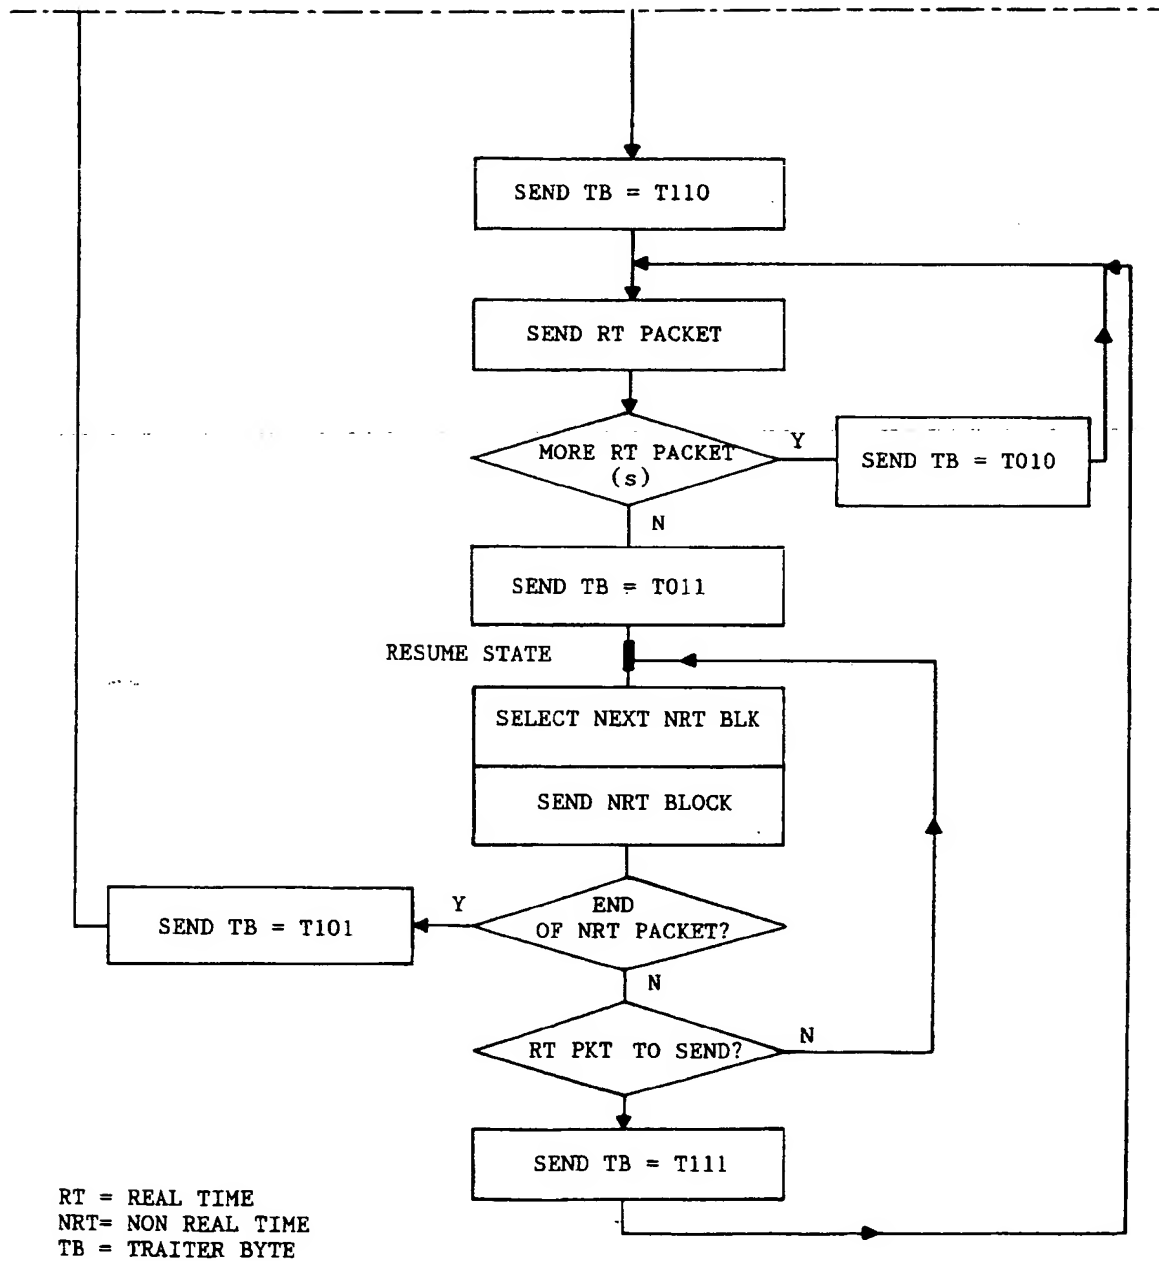 SEND TB = T110
SEND RT PACKET
MORE RT PACKET
(s)
Y
SEND TB = T010
N
SEND TB = T011
RESUME STATE
SELECT NEXT NRT BLK
SEND NRT BLOCK
END
OF NRT PACKET?
Y
SEND TB = T101
N
RT PKT TO SEND?
N
SEND TB = T111
RT = REAL TIME
NRT= NON REAL TIME
TB = TRAITER BYTE